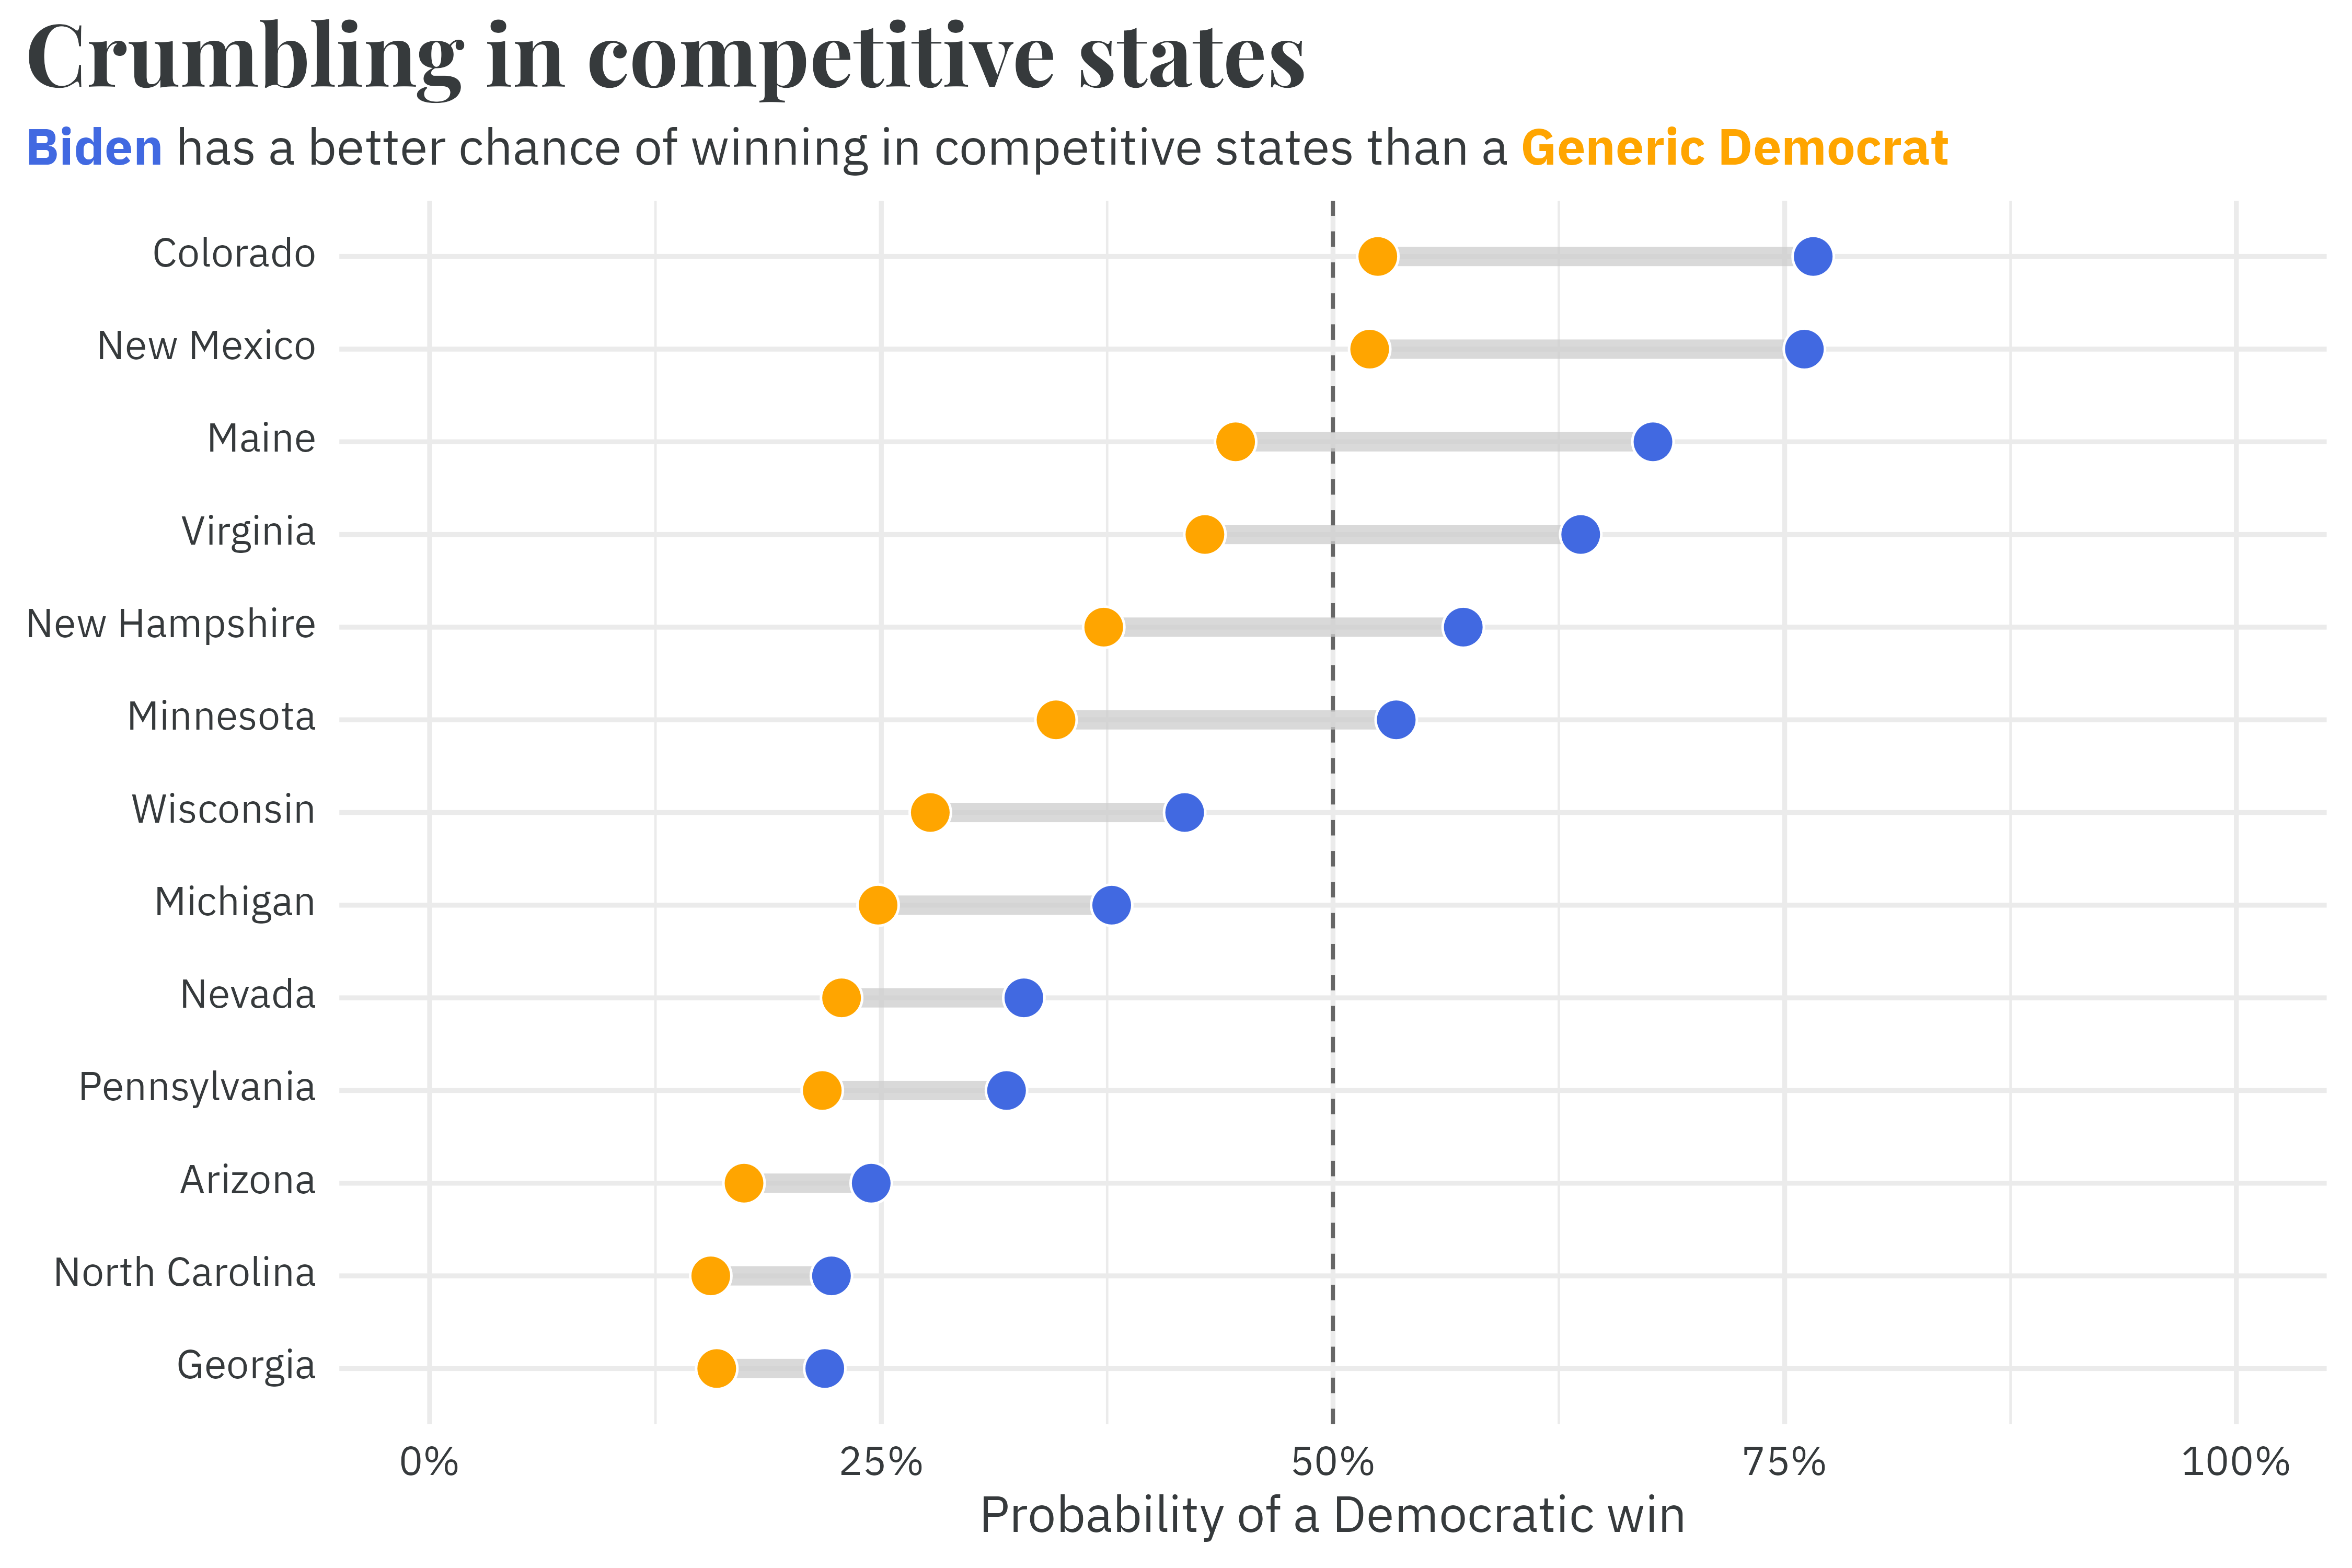 Crumbling in competitive states
Biden has a better chance of winning in competitive states than a Generic Democrat
Colorado
New Mexico
Maine
Virginia
New Hampshire
Minnesota
Wisconsin
Michigan
Nevada
Pennsylvania
Arizona
North Carolina
Georgia
0% 25% 50% 75% 100%
Probability of a Democratic win